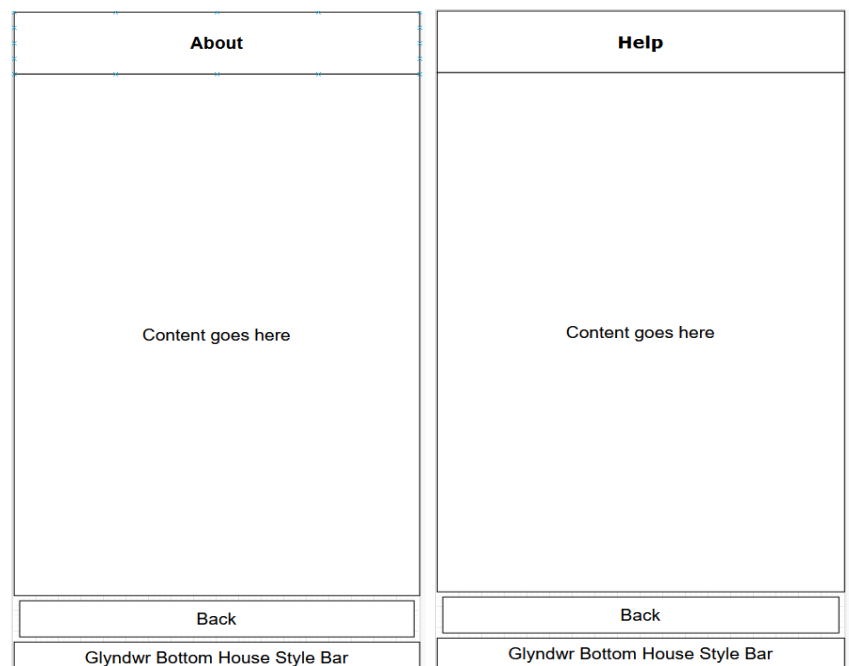 About
Content goes here
Back
Glyndwr Bottom House Style Bar
Help
Content goes here
Back
Glyndwr Bottom House Style Bar